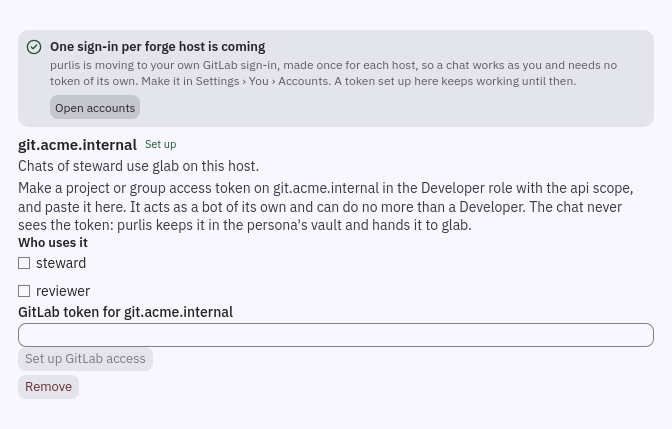 One sign-in per forge host is coming
purlis is moving to your own GitLab sign-in, made once for each host, so a chat works as you and needs no
token of its own. Make it in Settings › You › Accounts. A token set up here keeps working until then.
Open accounts
git.acme.internal Set up
Chats of steward use glab on this host.
Make a project or group access token on git.acme.internal in the Developer role with the api scope,
and paste it here. It acts as a bot of its own and can do no more than a Developer. The chat never
sees the token: purlis keeps it in the persona's vault and hands it to glab.
Who uses it
steward
reviewer
GitLab token for git.acme.internal
Set up GitLab access
Remove